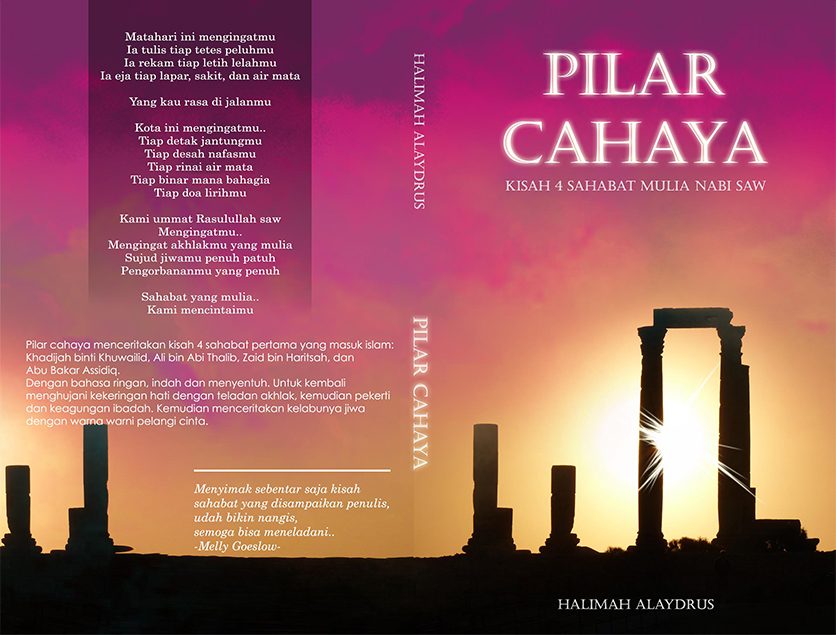 Matahari ini mengingatmu
Ia tulis tiap tetes peluhmu
Ia rekam tiap letih lelahmu
Ia eja tiap lapar, sakit, dan air mata
Yang kau rasa di jalanmu
Kota ini mengingatmu..
Tiap detak jantungmu
Tiap desah nafasmu
Tiap rinai air mata
Tiap binar mana bahagia
Tiap doa lirihmu
Kami ummat Rasulullah saw
Mengingatmu..
Mengingat akhlakmu yang mulia
Sujud jiwamu penuh patuh
Pengorbananmu yang penuh
Sahabat yang mulia..
Kami mencintaimu
Pilar cahaya menceritakan kisah 4 sahabat pertama yang masuk islam:
Khadijah binti Khuwailid, Ali bin Abi Thalib, Zaid bin Haritsah, dan
Abu Bakar Assidiq.
Dengan bahasa ringan, indah dan menyentuh. Untuk kembali
menghujani kekeringan hati dengan teladan akhlak, kemudian pekerti
dan keagungan ibadah. Kemudian menceritakan kelabunya jiwa
dengan warna warni pelangi cinta.
Menyimak sebentar saja kisah
sahabat yang disampaikan penulis,
udah bikin nangis,
semoga bisa meneladani..
-Melly Goeslow-
HALIMAH ALAYDRUS
PILAR CAHAYA
PILAR
CAHAYA
KISAH 4 SAHABAT MULIA NABI SAW
HALIMAH ALAYDRUS